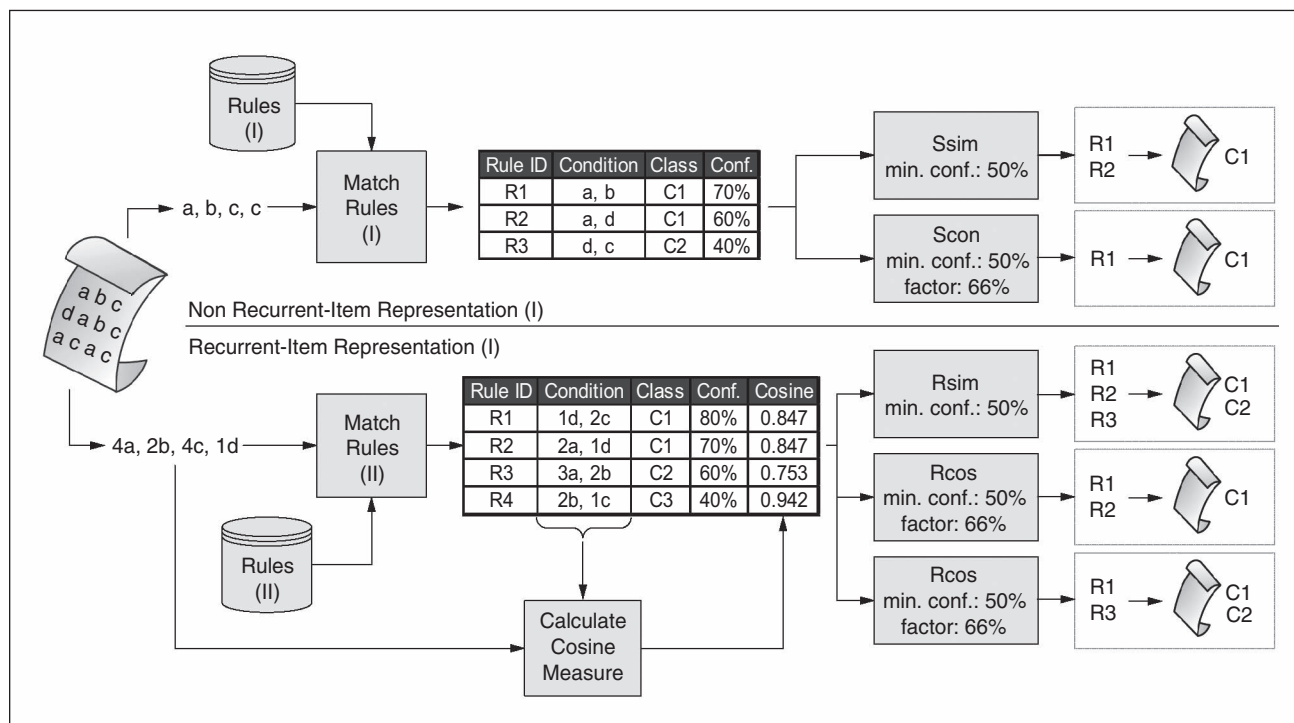 Rules
(I)
a, b, c, c
Match
Rules
(I)
Rule ID Condition Class Conf.
R1 a, b C1 70%
R2 a, d C1 60%
R3 d, c C2 40%
Ssim
min. conf.: 50%
R1
R2
C1
Scon
min. conf.: 50%
factor: 66%
R1
C1
a b c
d a b c
a c a c
Non Recurrent-Item Representation (I)
Recurrent-Item Representation (I)
4a, 2b, 4c, 1d
Match
Rules
(II)
Rules
(II)
Rule ID Condition Class Conf. Cosine
R1 1d, 2c C1 80% 0.847
R2 2a, 1d C1 70% 0.847
R3 3a, 2b C2 60% 0.753
R4 2b, 1c C3 40% 0.942
Calculate
Cosine
Measure
Rsim
min. conf.: 50%
R1
R2
R3
C1
C2
Rcos
min. conf.: 50%
factor: 66%
R1
R2
C1
Rcos
min. conf.: 50%
factor: 66%
R1
R3
C1
C2